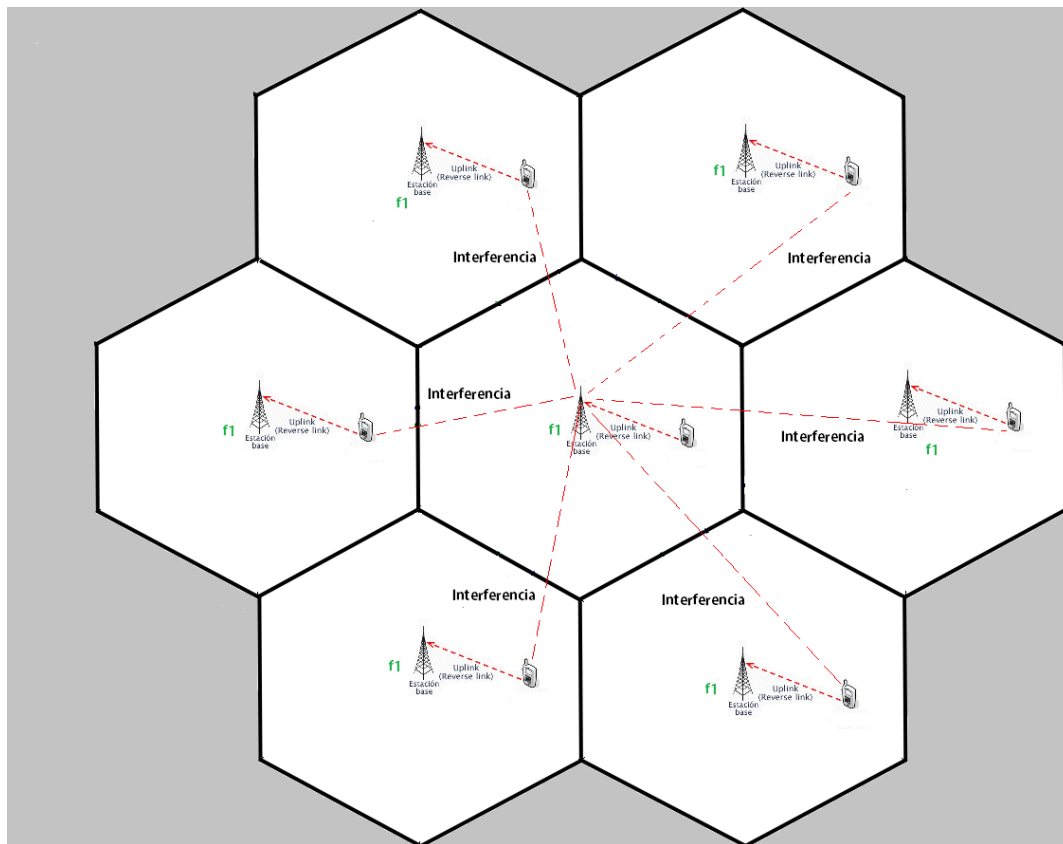 Uplink
(Reverse link)
Estación
base
f1
Uplink
(Reverse link)
f1
Estación
base
Interferencia
Interferencia
Interferencia
Uplink
(Reverse link)
f1
Estación
base
Uplink
(Reverse link)
f1
Estación
base
Uplink
(Reverse link)
Estación
base
f1
Interferencia
Interferencia
Interferencia
Uplink
(Reverse link)
f1
Estación
base
Uplink
(Reverse link)
f1
Estación
base